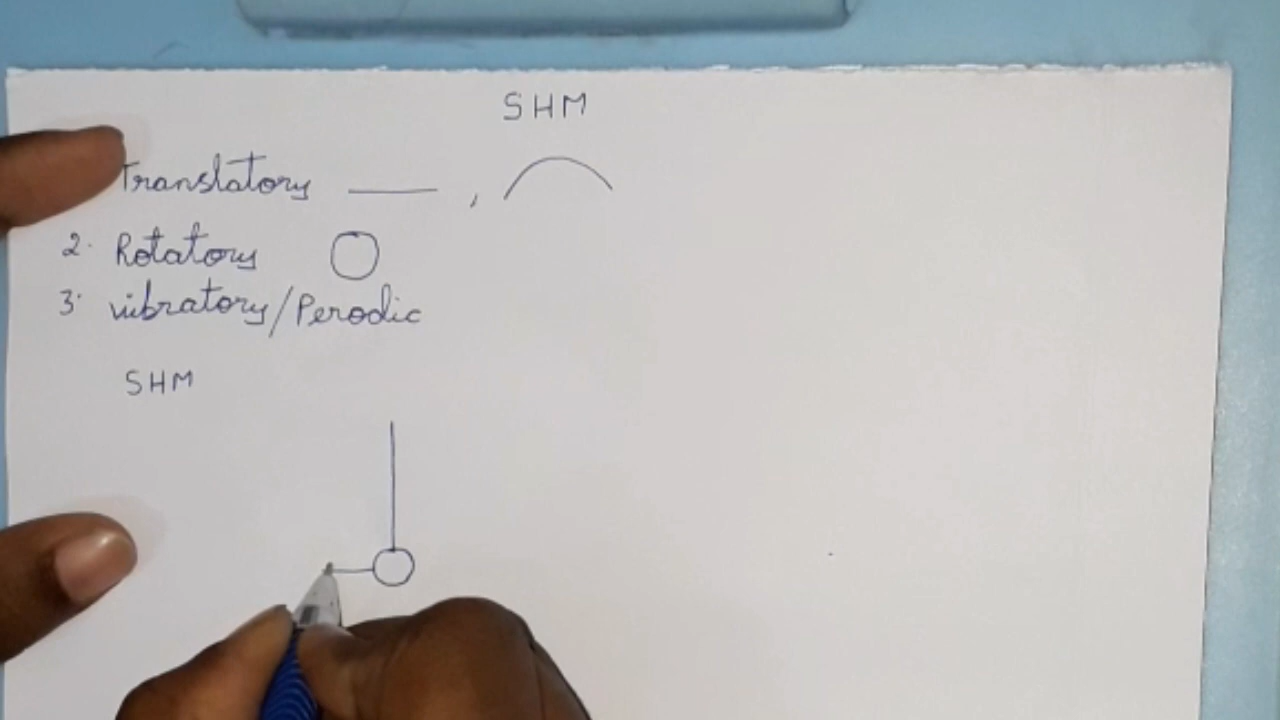 SHM
Translatory ,
2. Rotatory
3. vibratory/Perodic
SHM